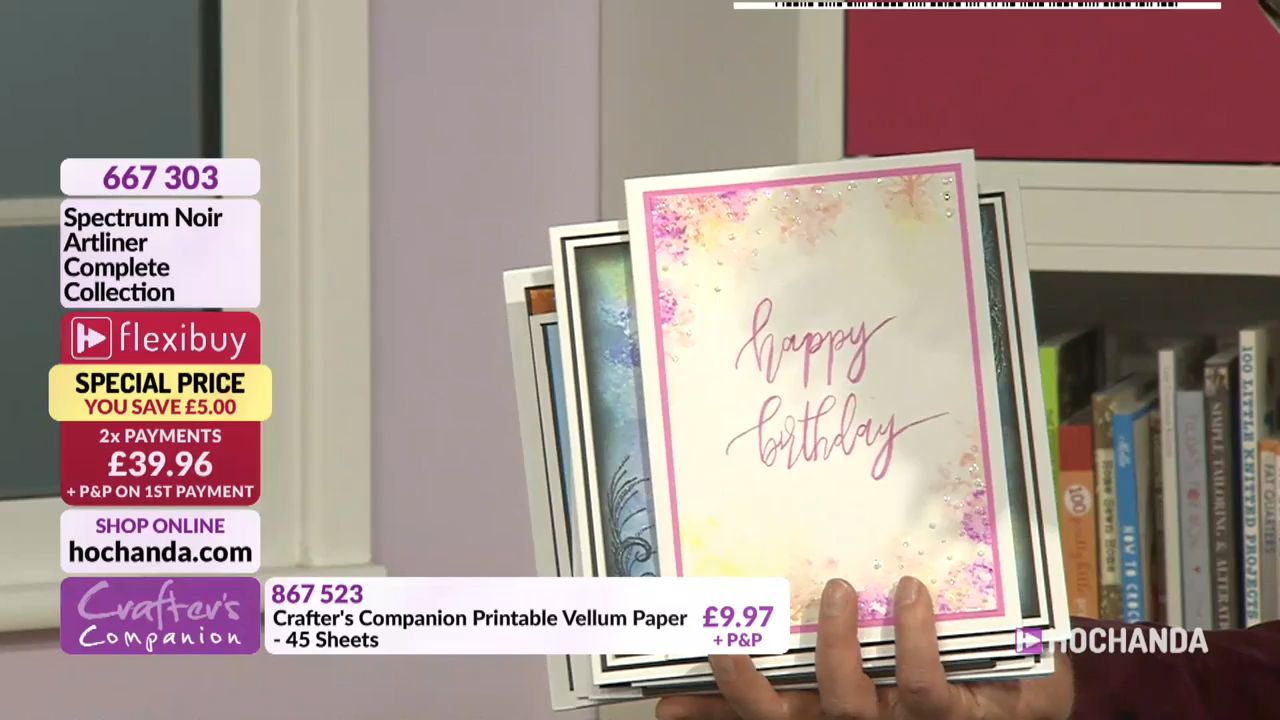 667 303
Spectrum Noir
Artliner
Complete
Collection
flexibuy
SPECIAL PRICE
YOU SAVE £5.00
2x PAYMENTS
£39.96
+ P&P ON 1ST PAYMENT
SHOP ONLINE
hochanda.com
Crafter's
Companion
867 523
Crafter's Companion Printable Vellum Paper
- 45 Sheets
£9.97
+ P&P
happy
birthday
HOCHANDA
100
HOW TO
SIMPLE TAILORING &
100 LITTLE KNITTED PROJECTS
FAT QUARTERS